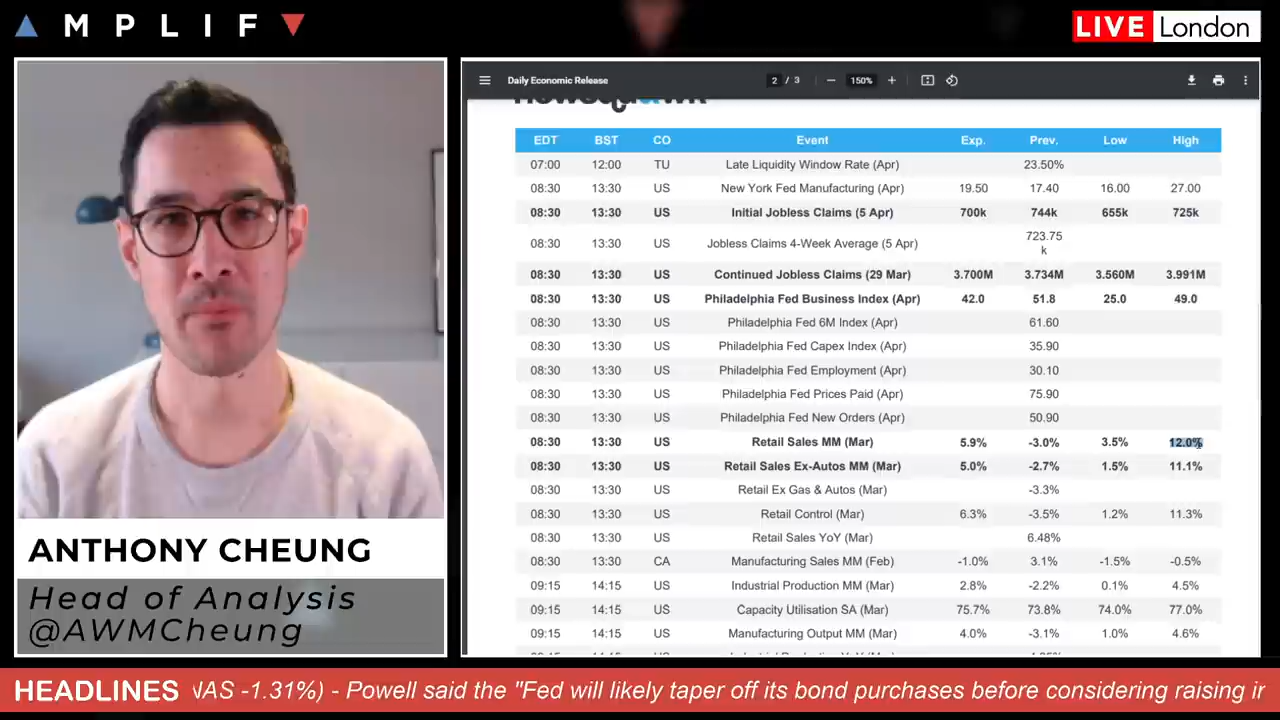 AMPLIFY
LIVE London
Daily Economic Release
2 / 3
150%
EDT BST CO Event Exp. Prev. Low High
07:00 12:00 TU Late Liquidity Window Rate (Apr) 23.50%
08:30 13:30 US New York Fed Manufacturing (Apr) 19.50 17.40 16.00 27.00
08:30 13:30 US Initial Jobless Claims (5 Apr) 700k 744k 655k 725k
08:30 13:30 US Jobless Claims 4-Week Average (5 Apr) 723.75
k
08:30 13:30 US Continued Jobless Claims (29 Mar) 3.700M 3.734M 3.560M 3.991M
08:30 13:30 US Philadelphia Fed Business Index (Apr) 42.0 51.8 25.0 49.0
08:30 13:30 US Philadelphia Fed 6M Index (Apr) 61.60
08:30 13:30 US Philadelphia Fed Capex Index (Apr) 35.90
08:30 13:30 US Philadelphia Fed Employment (Apr) 30.10
08:30 13:30 US Philadelphia Fed Prices Paid (Apr) 75.90
08:30 13:30 US Philadelphia Fed New Orders (Apr) 50.90
08:30 13:30 US Retail Sales MM (Mar) 5.9% -3.0% 3.5% 12.0%
08:30 13:30 US Retail Sales Ex-Autos MM (Mar) 5.0% -2.7% 1.5% 11.1%
08:30 13:30 US Retail Ex Gas & Autos (Mar) -3.3%
08:30 13:30 US Retail Control (Mar) 6.3% -3.5% 1.2% 11.3%
08:30 13:30 US Retail Sales YoY (Mar) 6.48%
08:30 13:30 CA Manufacturing Sales MM (Feb) -1.0% 3.1% -1.5% -0.5%
09:15 14:15 US Industrial Production MM (Mar) 2.8% -2.2% 0.1% 4.5%
09:15 14:15 US Capacity Utilisation SA (Mar) 75.7% 73.8% 74.0% 77.0%
09:15 14:15 US Manufacturing Output MM (Mar) 4.0% -3.1% 1.0% 4.6%
ANTHONY CHEUNG
Head of Analysis
@AWMCheung
HEADLINES NAS -1.31%) - Powell said the "Fed will likely taper off its bond purchases before considering raising